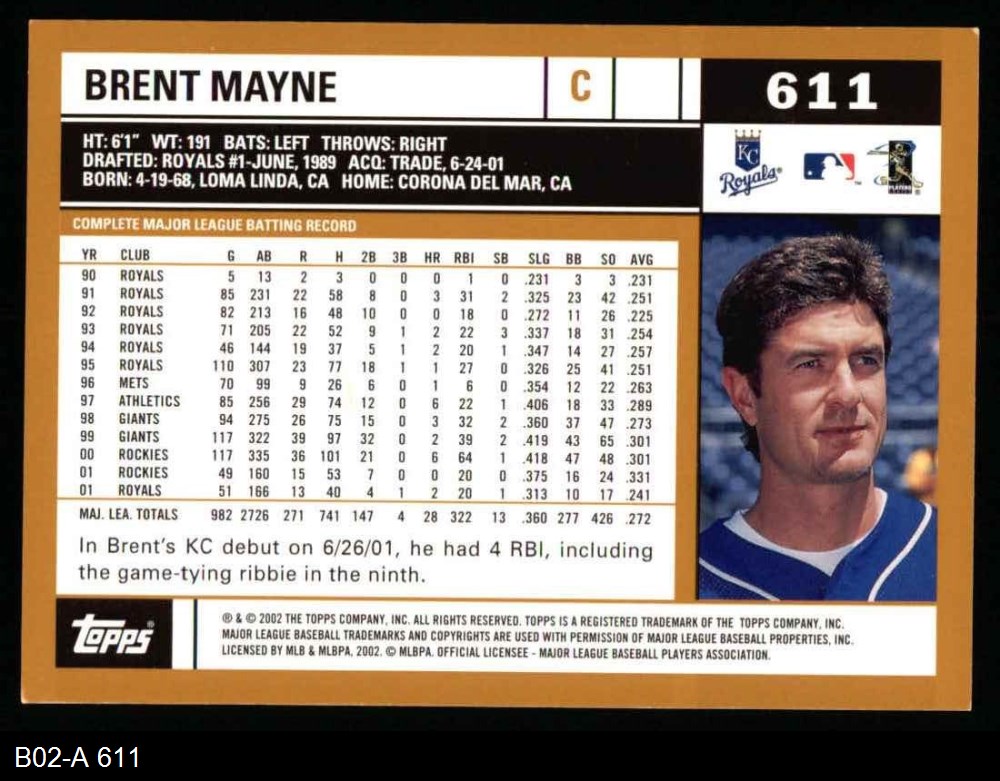 BRENT MAYNE C 611
HT: 6'1" WT: 191 BATS: LEFT THROWS: RIGHT
DRAFTED: ROYALS #1-JUNE, 1989 ACQ: TRADE, 6-24-01
BORN: 4-19-68, LOMA LINDA, CA HOME: CORONA DEL MAR, CA
KC
Royals
COMPLETE MAJOR LEAGUE BATTING RECORD
YR CLUB G AB R H 2B 3B HR RBI SB SLG BB SO AVG
90 ROYALS 5 13 2 3 0 0 0 1 0 .231 3 3 .231
91 ROYALS 85 231 22 58 8 0 3 31 2 .325 23 42 .251
92 ROYALS 82 213 16 48 10 0 0 18 0 .272 11 26 .225
93 ROYALS 71 205 22 52 9 1 2 22 3 .337 18 31 .254
94 ROYALS 46 144 19 37 5 1 2 20 1 .347 14 27 .257
95 ROYALS 110 307 23 77 18 1 1 27 0 .326 25 41 .251
96 METS 70 99 9 26 6 0 1 6 0 .354 12 22 .263
97 ATHLETICS 85 256 29 74 12 0 6 22 1 .406 18 33 .289
98 GIANTS 94 275 26 75 15 0 3 32 2 .360 37 47 .273
99 GIANTS 117 322 39 97 32 0 2 39 2 .419 43 65 .301
00 ROCKIES 117 335 36 101 21 0 6 64 1 .418 47 48 .301
01 ROCKIES 49 160 15 53 7 0 0 20 0 .375 16 24 .331
01 ROYALS 51 166 13 40 4 1 2 20 1 .313 10 17 .241
MAJ. LEA. TOTALS 982 2726 271 741 147 4 28 322 13 .360 277 426 .272
In Brent's KC debut on 6/26/01, he had 4 RBI, including
the game-tying ribbie in the ninth.
topps®
® & © 2002 THE TOPPS COMPANY, INC. ALL RIGHTS RESERVED. TOPPS IS A REGISTERED TRADEMARK OF THE TOPPS COMPANY, INC.
MAJOR LEAGUE BASEBALL TRADEMARKS AND COPYRIGHTS ARE USED WITH PERMISSION OF MAJOR LEAGUE BASEBALL PROPERTIES, INC.
LICENSED BY MLB & MLBPA, 2002. © MLBPA. OFFICIAL LICENSEE - MAJOR LEAGUE BASEBALL PLAYERS ASSOCIATION.
B02-A 611